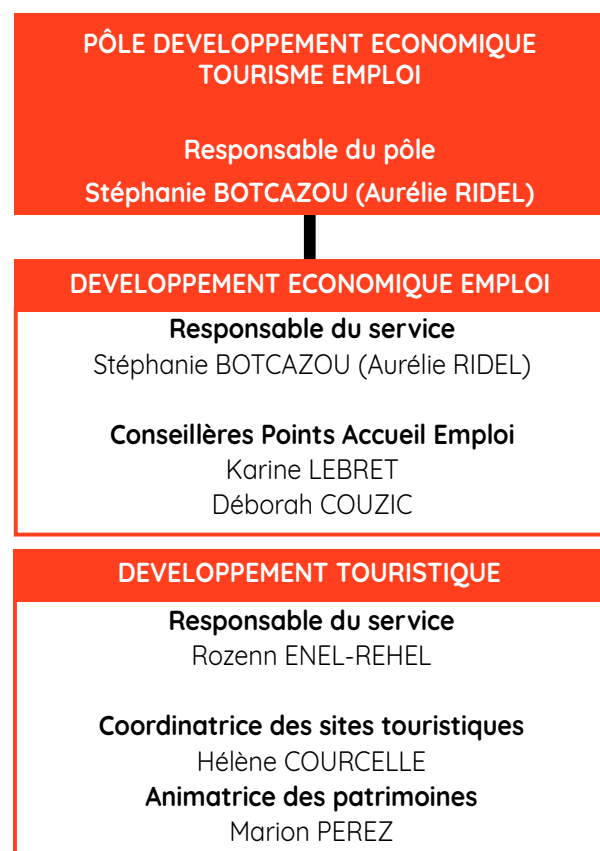 PÔLE DEVELOPPEMENT ECONOMIQUE
TOURISME EMPLOI
Responsable du pôle
Stéphanie BOTCAZOU (Aurélie RIDEL)
DEVELOPPEMENT ECONOMIQUE EMPLOI
Responsable du service
Stéphanie BOTCAZOU (Aurélie RIDEL)
Conseillères Points Accueil Emploi
Karine LEBRET
Déborah COUZIC
DEVELOPPEMENT TOURISTIQUE
Responsable du service
Rozenn ENEL-REHEL
Coordinatrice des sites touristiques
Hélène COURCELLE
Animatrice des patrimoines
Marion PEREZ